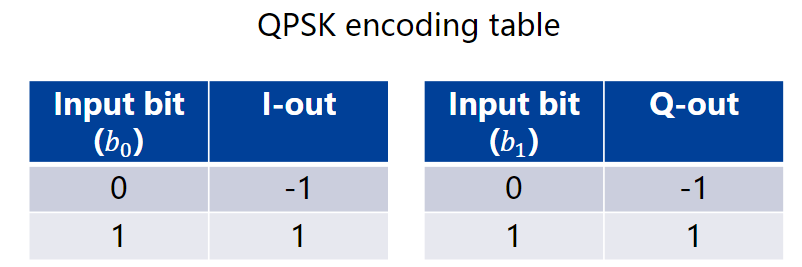 QPSK encoding table
Input bit (b₀) I-out
0 -1
1 1
Input bit (b₁) Q-out
0 -1
1 1